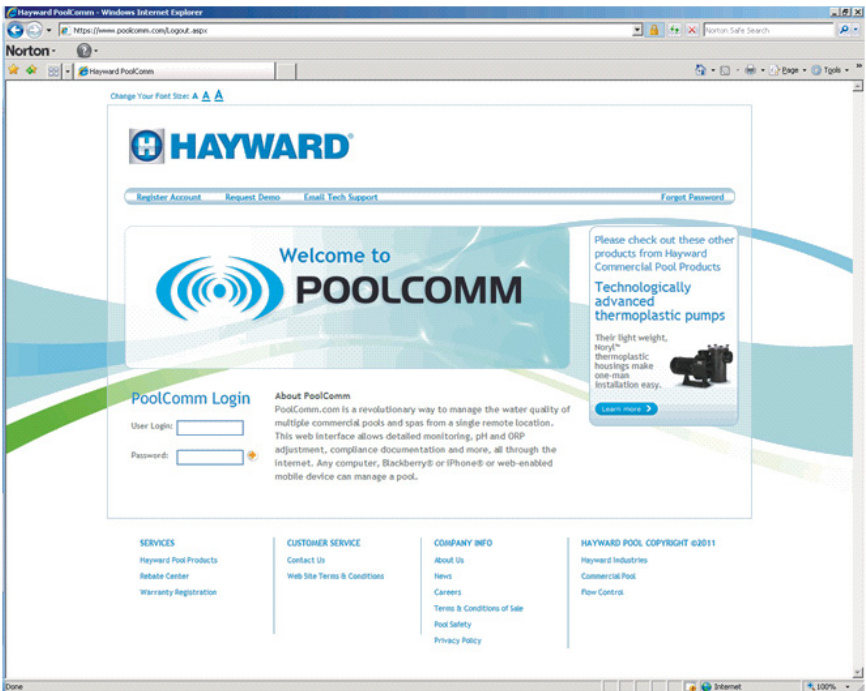 Hayward PoolComm - Windows Internet Explorer
https://www.poolcomm.com/Logout.aspx
Norton Safe Search
Norton
Hayward PoolComm
Page
Tools
Change Your Font Size: A A A
HAYWARD®
Register Account Request Demo Email Tech Support Forgot Password
Welcome to
POOLCOMM
Please check out these other
products from Hayward
Commercial Pool Products
Technologically
advanced
thermoplastic pumps
Their light weight,
Noryl™
thermoplastic
housings make
one-man
installation easy.
Learn more
PoolComm Login
User Login:
Password:
About PoolComm
PoolComm.com is a revolutionary way to manage the water quality of
multiple commercial pools and spas from a single remote location.
This web interface allows detailed monitoring, pH and ORP
adjustment, compliance documentation and more, all through the
internet. Any computer, Blackberry® or iPhone® or web-enabled
mobile device can manage a pool.
SERVICES
Hayward Pool Products
Rebate Center
Warranty Registration
CUSTOMER SERVICE
Contact Us
Web Site Terms & Conditions
COMPANY INFO
About Us
News
Careers
Terms & Conditions of Sale
Pool Safety
Privacy Policy
HAYWARD POOL COPYRIGHT ©2011
Hayward Industries
Commercial Pool
Flow Control
Done
Internet
100%